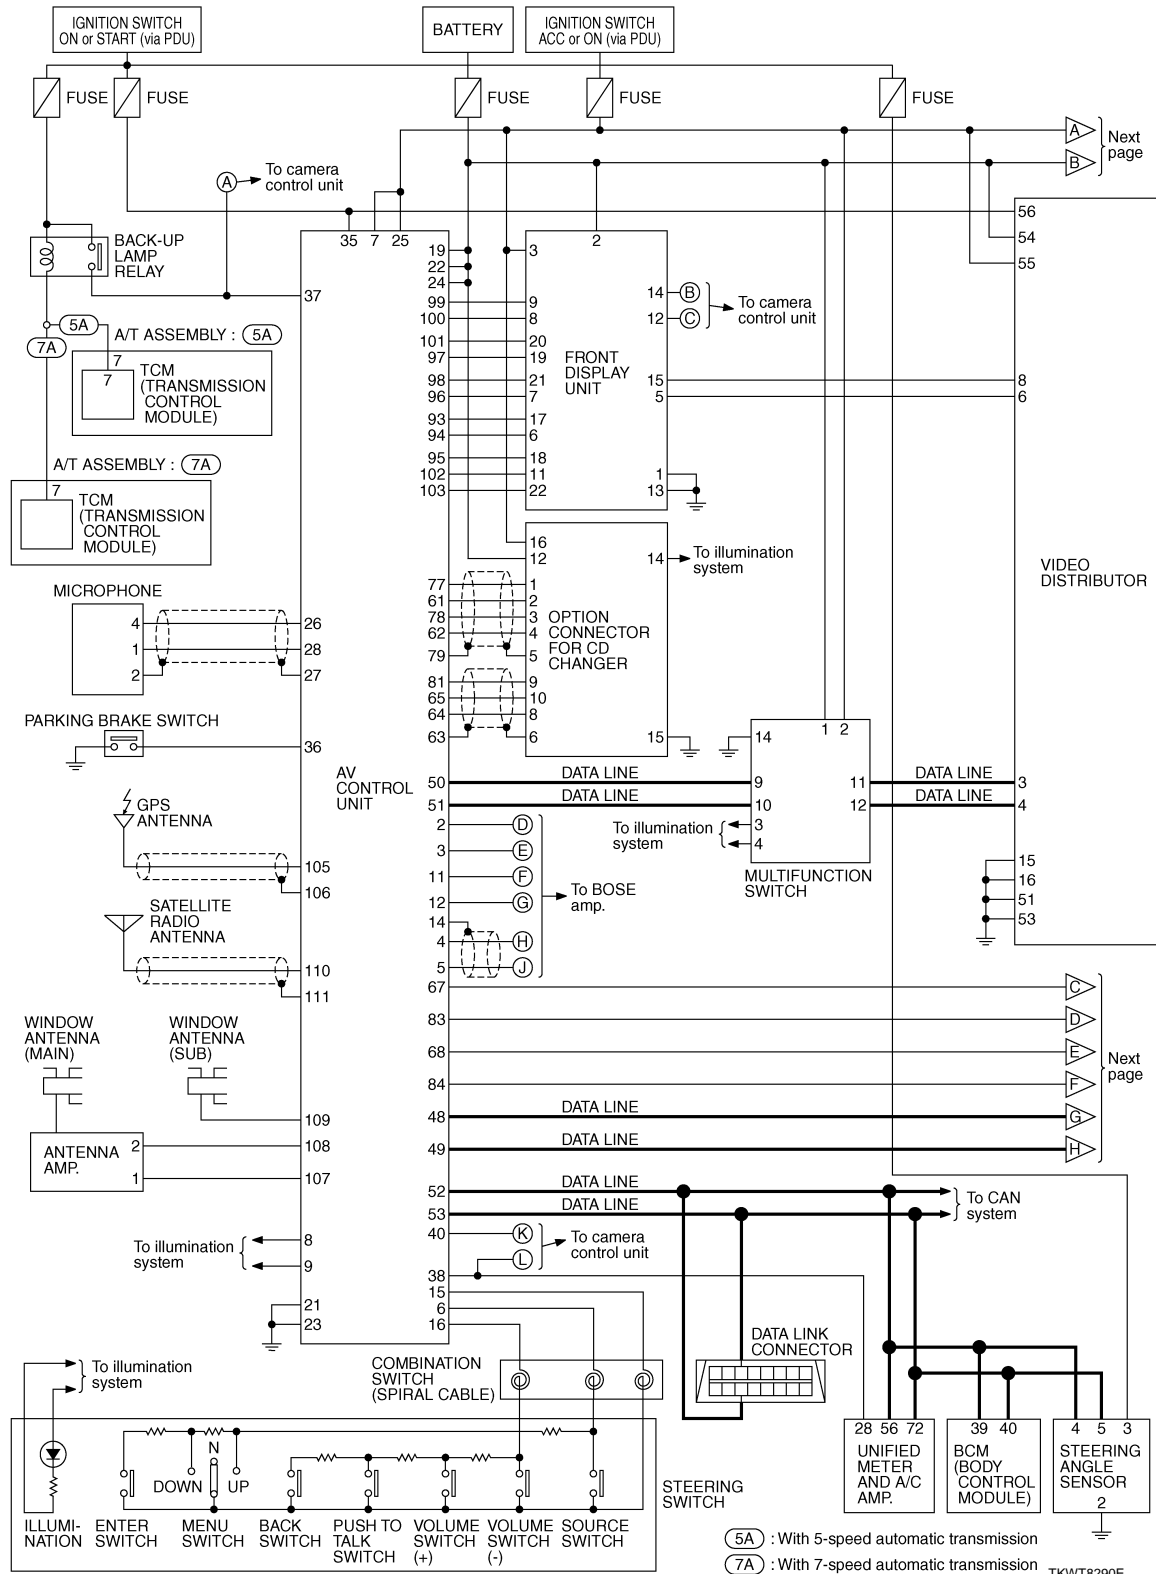 IGNITION SWITCH
ON or START (via PDU)
BATTERY
IGNITION SWITCH
ACC or ON (via PDU)
FUSE
FUSE
FUSE
FUSE
FUSE
A
B
Next
page
A
To camera
control unit
BACK-UP
LAMP
RELAY
5A
7A
A/T ASSEMBLY : 5A
7
7
TCM
(TRANSMISSION
CONTROL
MODULE)
A/T ASSEMBLY : 7A
7
TCM
(TRANSMISSION
CONTROL
MODULE)
MICROPHONE
4
1
2
PARKING BRAKE SWITCH
GPS
ANTENNA
SATELLITE
RADIO
ANTENNA
WINDOW
ANTENNA
(MAIN)
WINDOW
ANTENNA
(SUB)
ANTENNA
AMP.
2
1
To illumination
system
35 7 25
37
26
28
27
36
105
106
110
111
109
108
107
8
9
21
23
AV
CONTROL
UNIT
19
22
24
99
100
101
97
98
96
93
94
95
102
103
77
61
78
62
79
81
65
64
63
50
51
2
3
11
12
14
4
5
67
83
68
84
48
49
52
53
40
38
15
6
16
2
3
9
8
20
19
21
7
17
6
18
11
22
FRONT
DISPLAY
UNIT
14
12
15
5
1
13
B
C
To camera
control unit
16
12
1
2
3
4
5
9
10
8
6
OPTION
CONNECTOR
FOR CD
CHANGER
14
15
To illumination
system
DATA LINE
DATA LINE
1 2
14
9
10
3
4
11
12
To illumination
system
MULTIFUNCTION
SWITCH
DATA LINE
DATA LINE
56
54
55
8
6
3
4
15
16
51
53
VIDEO
DISTRIBUTOR
D
E
F
G
H
J
To BOSE
amp.
C
D
E
F
G
H
Next
page
DATA LINE
DATA LINE
DATA LINE
DATA LINE
To CAN
system
K
L
To camera
control unit
DATA LINK
CONNECTOR
COMBINATION
SWITCH
(SPIRAL CABLE)
To illumination
system
N
DOWN
UP
STEERING
SWITCH
ILLUMI-
NATION
ENTER
SWITCH
MENU
SWITCH
BACK
SWITCH
PUSH TO
TALK
SWITCH
VOLUME
SWITCH
(+)
VOLUME
SWITCH
(-)
SOURCE
SWITCH
28 56 72
UNIFIED
METER
AND A/C
AMP.
39 40
BCM
(BODY
CONTROL
MODULE)
4 5 3
STEERING
ANGLE
SENSOR
2
5A : With 5-speed automatic transmission
7A : With 7-speed automatic transmission
TKWT8290E